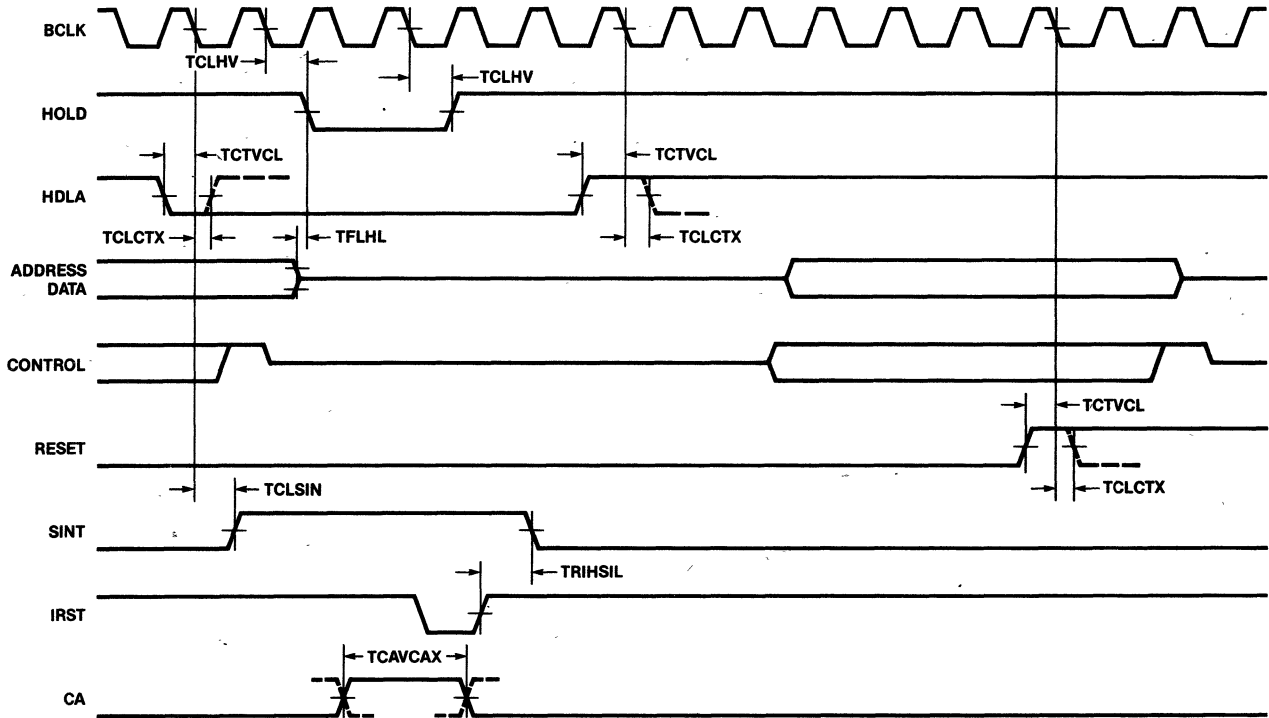 BCLK
TCLHV
TCLHV
HOLD
TCTVCL
TCTVCL
HDLA
TCLCTX
TFLHL
TCLCTX
ADDRESS
DATA
CONTROL
TCTVCL
RESET
TCLSIN
TCLCTX
SINT
TRIHSIL
IRST
TCAVCAX
CA